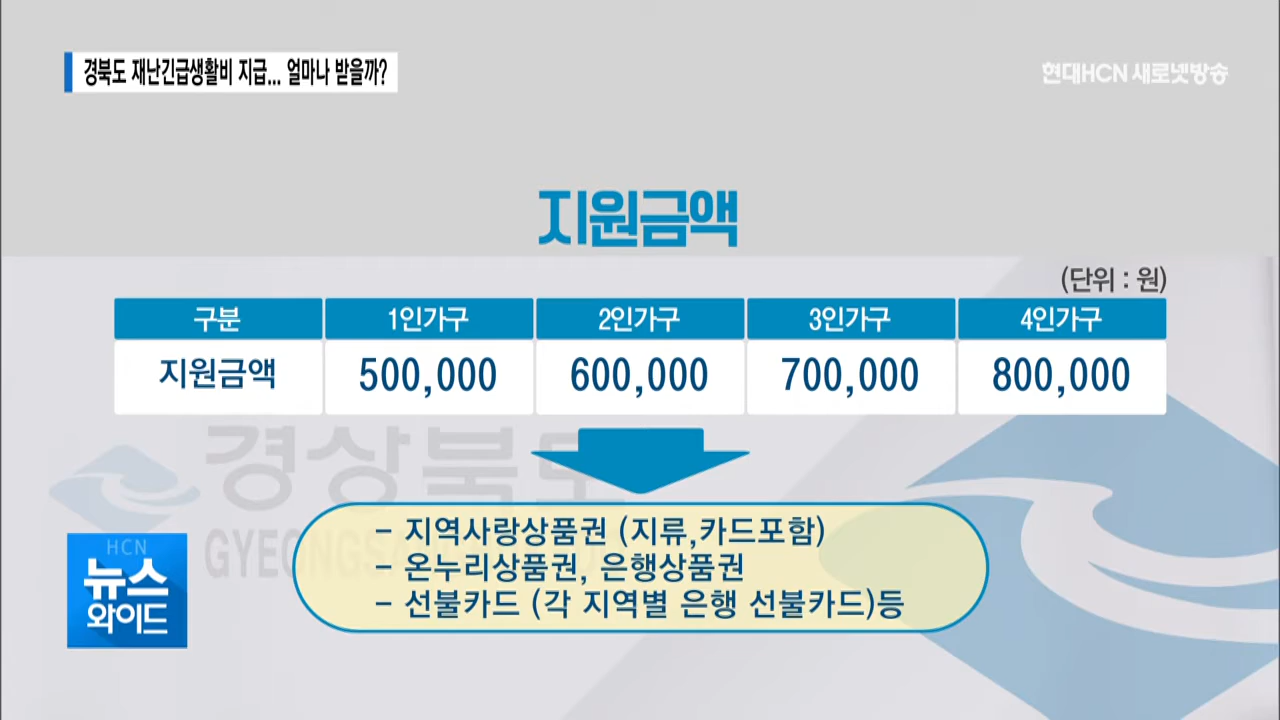 경북도 재난긴급생활비 지급... 얼마나 받을까?
현대HCN 새로넷방송
지원금액
(단위 : 원)
구분 1인가구 2인가구 3인가구 4인가구
지원금액 500,000 600,000 700,000 800,000
경상북도
GYEONGS
- 지역사랑상품권 (지류,카드포함)
- 온누리상품권, 은행상품권
- 선불카드 (각 지역별 은행 선불카드)등
HCN
뉴스
와이드